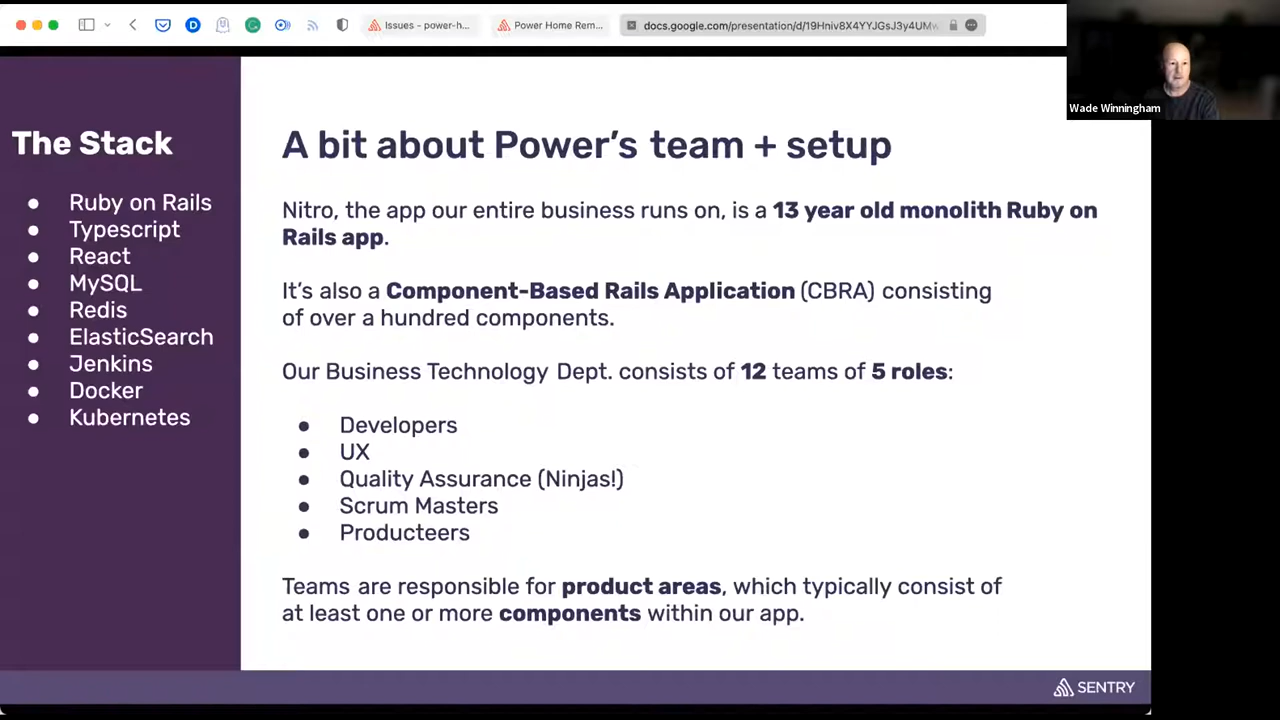 Issues - power-h...
Power Home Rem...
docs.google.com/presentation/d/19Hniv8X4YYJGsJ3y4UMw
Wade Winningham
The Stack
Ruby on Rails
Typescript
React
MySQL
Redis
ElasticSearch
Jenkins
Docker
Kubernetes
A bit about Power's team + setup
Nitro, the app our entire business runs on, is a 13 year old monolith Ruby on
Rails app.
It's also a Component-Based Rails Application (CBRA) consisting
of over a hundred components.
Our Business Technology Dept. consists of 12 teams of 5 roles:
Developers
UX
Quality Assurance (Ninjas!)
Scrum Masters
Producteers
Teams are responsible for product areas, which typically consist of
at least one or more components within our app.
SENTRY